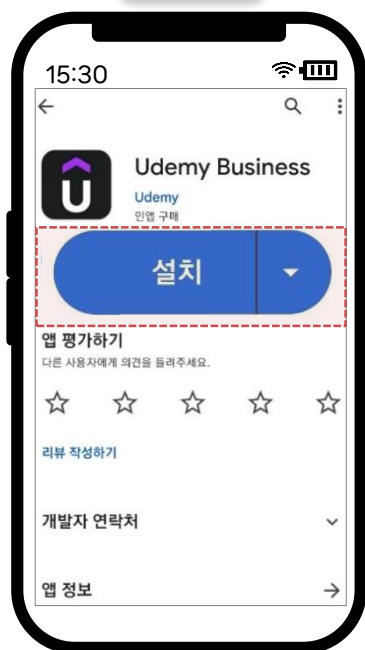 15:30
Udemy Business
Udemy
인앱 구매
설치
앱 평가하기
다른 사용자에게 의견을 들려주세요.
리뷰 작성하기
개발자 연락처
앱 정보